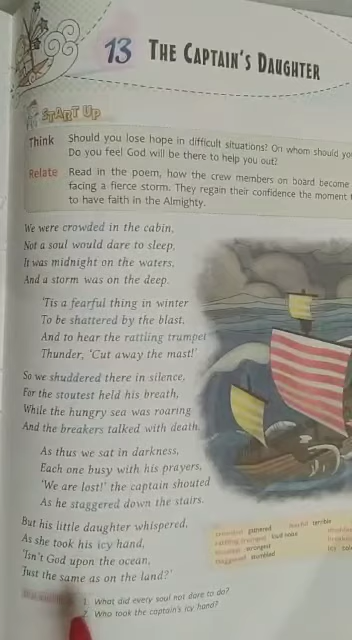 13 THE CAPTAIN'S DAUGHTER
START UP
Think Should you lose hope in difficult situations? On whom should yo
Do you feel God will be there to help you out?
Relate Read in the poem, how the crew members on board become
facing a fierce storm. They regain their confidence the moment
to have faith in the Almighty.
We were crowded in the cabin,
Not a soul would dare to sleep,
It was midnight on the waters,
And a storm was on the deep.
'Tis a fearful thing in winter
To be shattered by the blast,
And to hear the rattling trumpet
Thunder, 'Cut away the mast!'
So we shuddered there in silence,
For the stoutest held his breath,
While the hungry sea was roaring
And the breakers talked with death.
As thus we sat in darkness,
Each one busy with his prayers,
'We are lost!' the captain shouted
As he staggered down the stairs.
But his little daughter whispered,
As she took his icy hand,
'Isn't God upon the ocean,
Just the same as on the land?'
gathered fearful terrible
rattling trumpet loud noise
stoutest strongest
staggered
1. What did every soul not dare to do?
2. Who took the captain's icy hand?